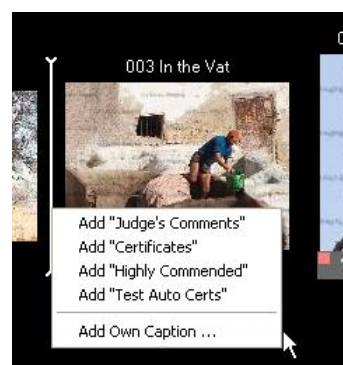 003 In the Vat
Add "Judge's Comments"
Add "Certificates"
Add "Highly Commended"
Add "Test Auto Certs"
Add Own Caption ...